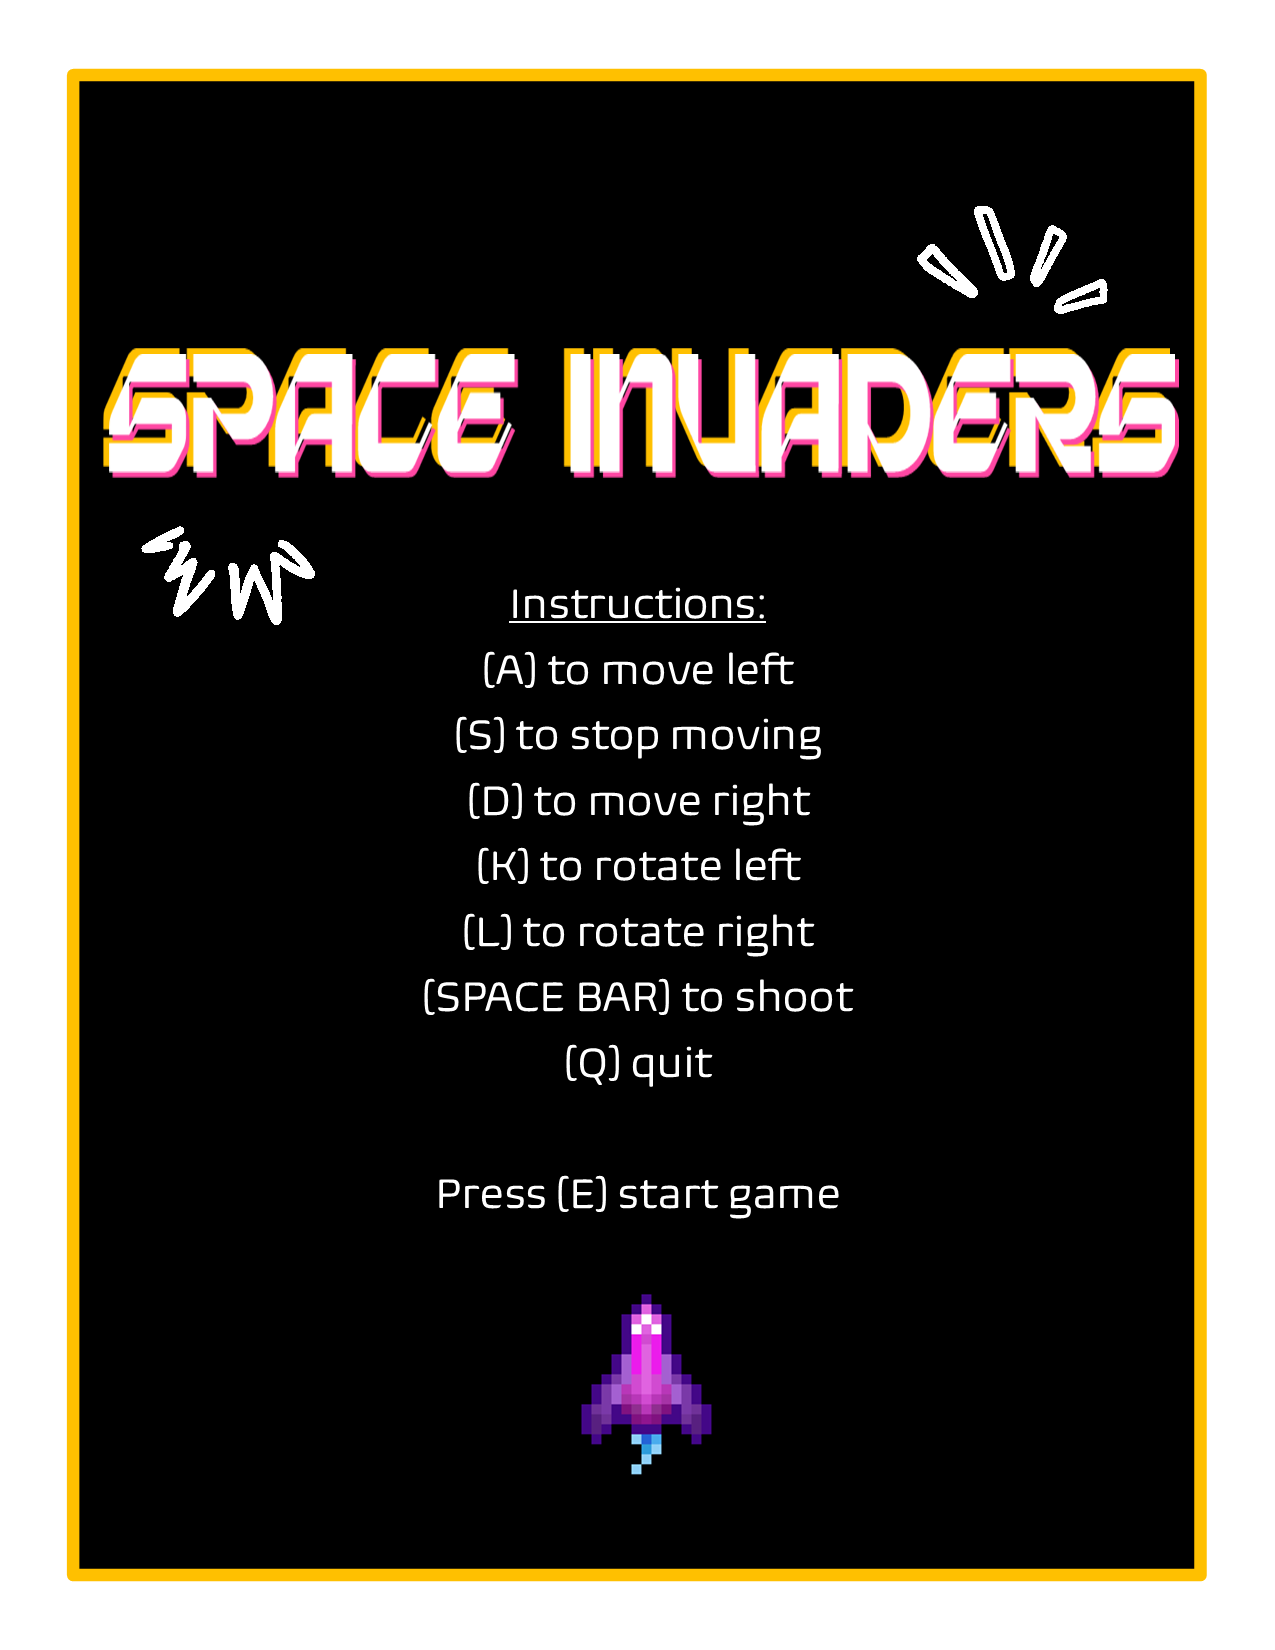 SPACE INVADERS
Instructions:
(A) to move left
(S) to stop moving
(D) to move right
(K) to rotate left
(L) to rotate right
(SPACE BAR) to shoot
(Q) quit
Press (E) start game